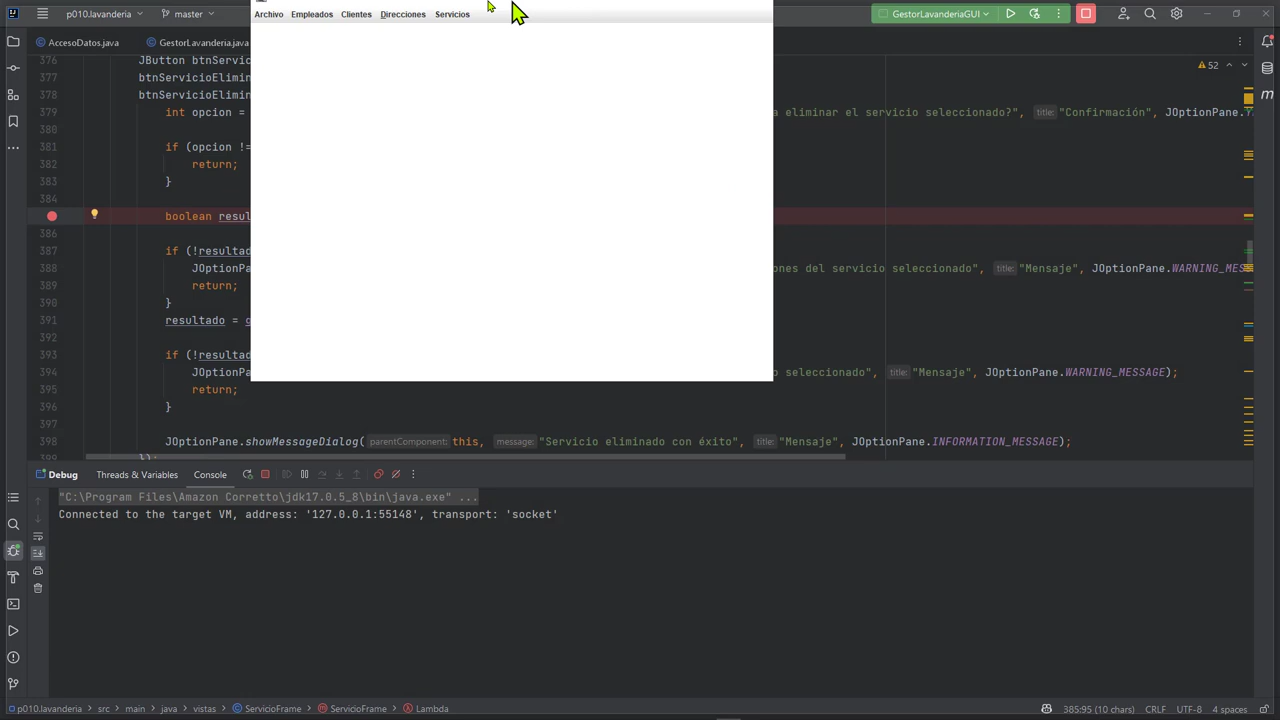 p010.lavanderia master GestorLavanderiaGUI
Archivo Empleados Clientes Direcciones Servicios
AccesoDatos.java GestorLavanderia.java
52
376 JButton btnServic
377 btnServicioElimin
378 btnServicioElimin
379 int opcion = a eliminar el servicio seleccionado?", title: "Confirmación", JOptionPane.
380
381 if (opcion !=
382 return;
383 }
384
boolean resul
386
387 if (!resultad
388 JOptionPa ones del servicio seleccionado", title: "Mensaje", JOptionPane.WARNING_MES
389 return;
390 }
391 resultado =
392
393 if (!resultad
394 JOptionPa o seleccionado", title: "Mensaje", JOptionPane.WARNING_MESSAGE);
395 return;
396 }
397
398 JOptionPane.showMessageDialog( parentComponent: this, message: "Servicio eliminado con éxito", title: "Mensaje", JOptionPane.INFORMATION_MESSAGE);
399 });
Debug Threads & Variables Console
"C:\Program Files\Amazon Corretto\jdk17.0.5_8\bin\java.exe" ...
Connected to the target VM, address: '127.0.0.1:55148', transport: 'socket'
p010.lavanderia > src > main > java > vistas > ServicioFrame > ServicioFrame > Lambda 385:95 (10 chars) CRLF UTF-8 4 spaces